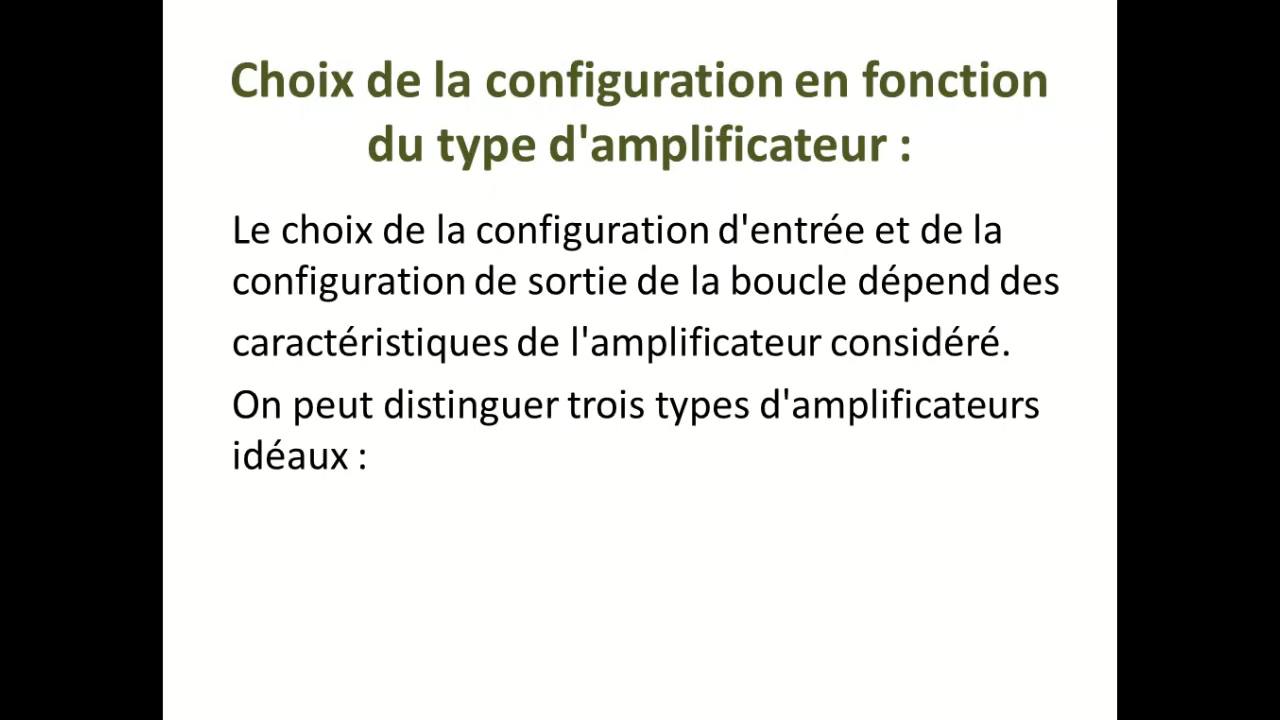 Choix de la configuration en fonction
du type d'amplificateur :
Le choix de la configuration d'entrée et de la
configuration de sortie de la boucle dépend des
caractéristiques de l'amplificateur considéré.
On peut distinguer trois types d'amplificateurs
idéaux :